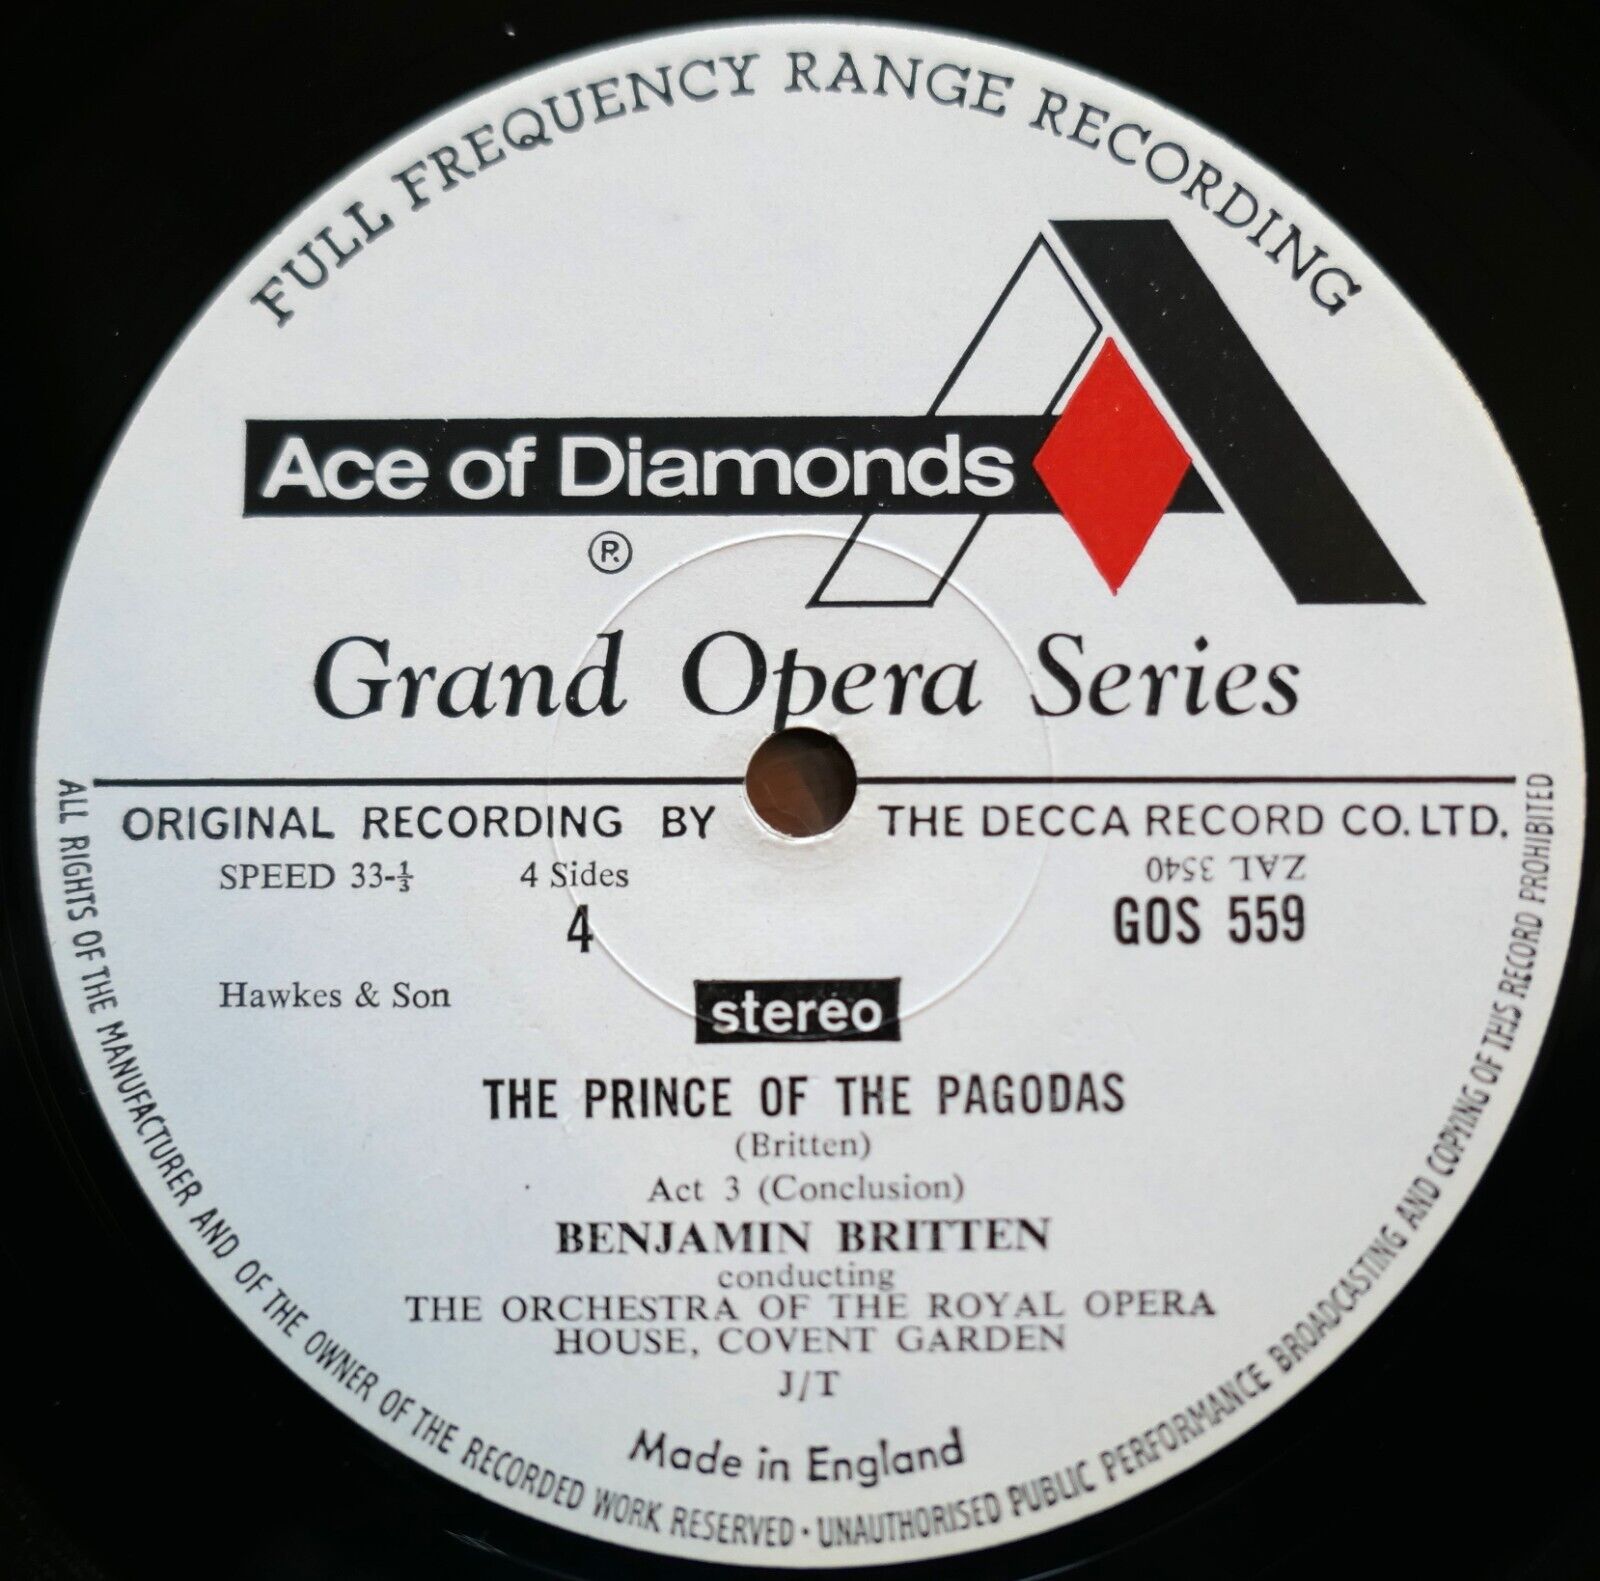 FULL FREQUENCY RANGE RECORDING
Ace of Diamonds
R.
Grand Opera Series
ORIGINAL RECORDING BY THE DECCA RECORD CO. LTD.
SPEED 33-⅓ 4 Sides ZAL 3540
4 GOS 559
Hawkes & Son
stereo
THE PRINCE OF THE PAGODAS
(Britten)
Act 3 (Conclusion)
BENJAMIN BRITTEN
conducting
THE ORCHESTRA OF THE ROYAL OPERA
HOUSE, COVENT GARDEN
J/T
Made in England
ALL RIGHTS OF THE MANUFACTURER AND OF THE OWNER OF THE RECORDED WORK RESERVED · UNAUTHORISED PUBLIC PERFORMANCE BROADCASTING AND COPYING OF THIS RECORD PROHIBITED